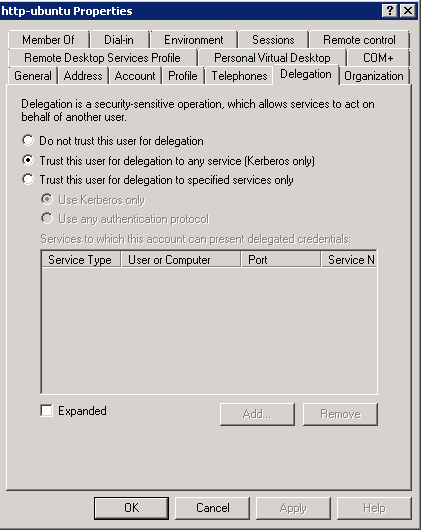 http-ubuntu Properties
Member Of Dial-in Environment Sessions Remote control
Remote Desktop Services Profile Personal Virtual Desktop COM+
General Address Account Profile Telephones Delegation Organization
Delegation is a security-sensitive operation, which allows services to act on
behalf of another user.
Do not trust this user for delegation
Trust this user for delegation to any service (Kerberos only)
Trust this user for delegation to specified services only
Use Kerberos only
Use any authentication protocol
Services to which this account can present delegated credentials:
Service Type User or Computer Port Service N
Expanded Add... Remove
OK Cancel Apply Help